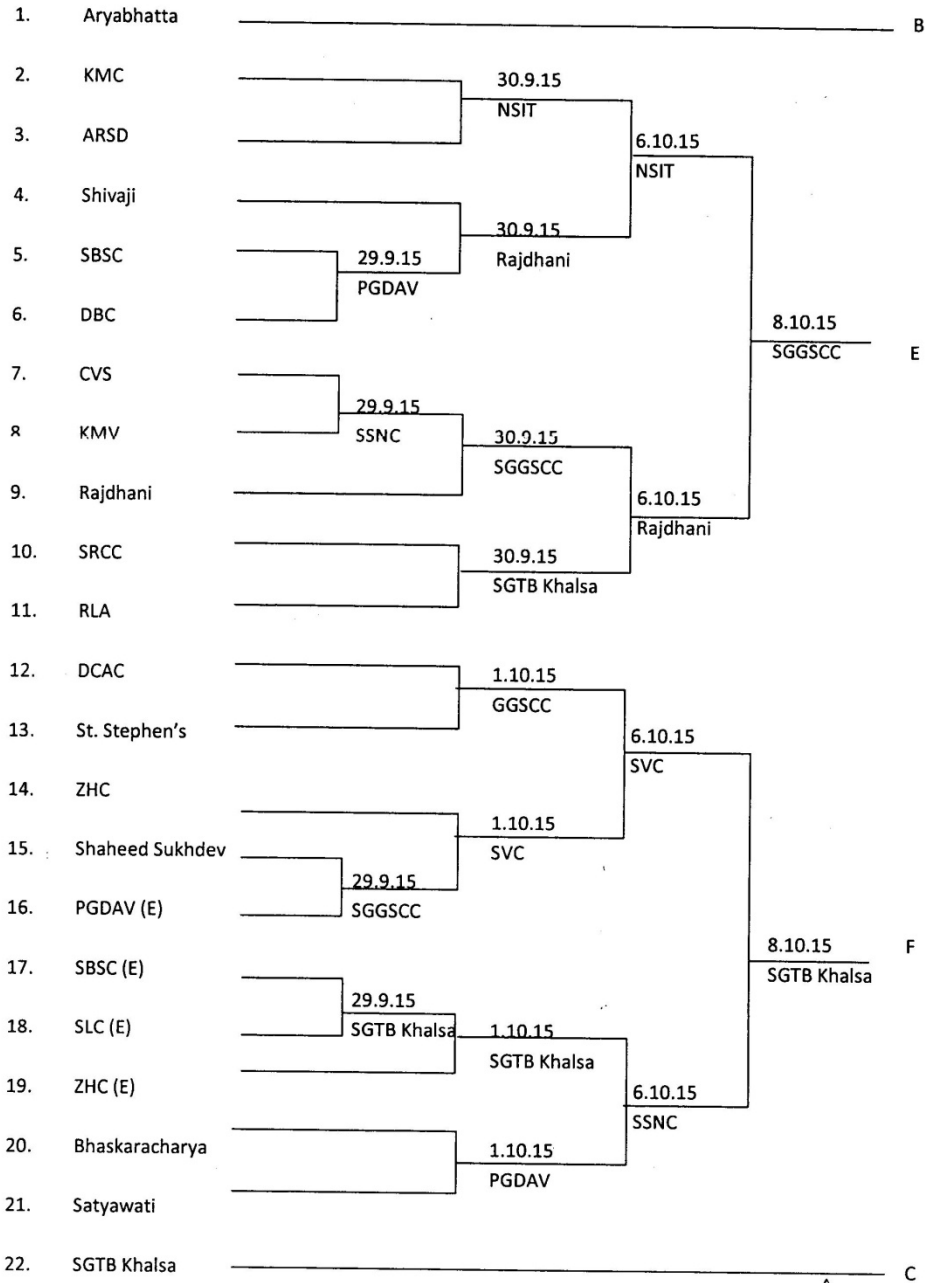 1. Aryabhatta B
2. KMC
30.9.15
NSIT
3. ARSD
6.10.15
NSIT
4. Shivaji
30.9.15
Rajdhani
5. SBSC
29.9.15
PGDAV
6. DBC
8.10.15
SGGSCC
E
7. CVS
29.9.15
SSNC
8 KMV
30.9.15
SGGSCC
9. Rajdhani
6.10.15
Rajdhani
10. SRCC
30.9.15
SGTB Khalsa
11. RLA
12. DCAC
1.10.15
GGSCC
13. St. Stephen's
6.10.15
SVC
14. ZHC
1.10.15
SVC
15. Shaheed Sukhdev
29.9.15
SGGSCC
16. PGDAV (E)
8.10.15
SGTB Khalsa
F
17. SBSC (E)
29.9.15
SGTB Khalsa
18. SLC (E)
1.10.15
SGTB Khalsa
19. ZHC (E)
6.10.15
SSNC
20. Bhaskaracharya
1.10.15
PGDAV
21. Satyawati
22. SGTB Khalsa C